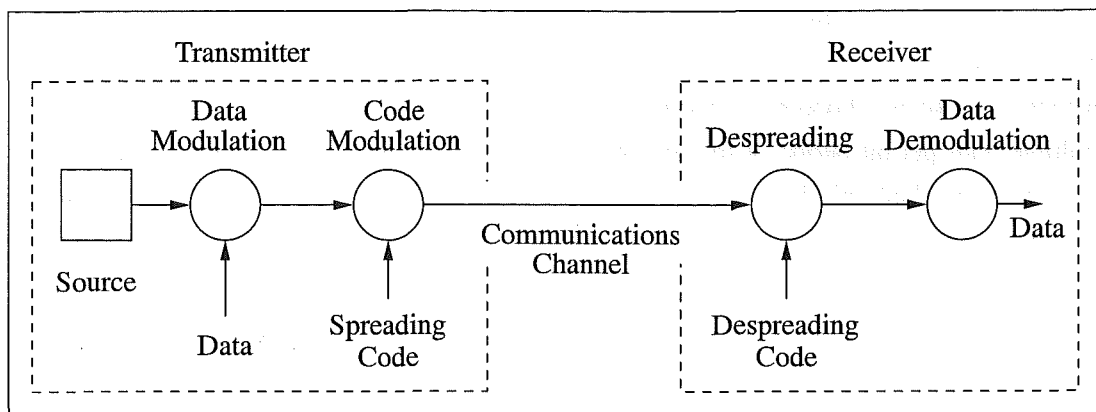 Transmitter
Receiver
Data
Modulation
Code
Modulation
Despreading
Data
Demodulation
Source
Data
Spreading
Code
Communications
Channel
Despreading
Code
Data